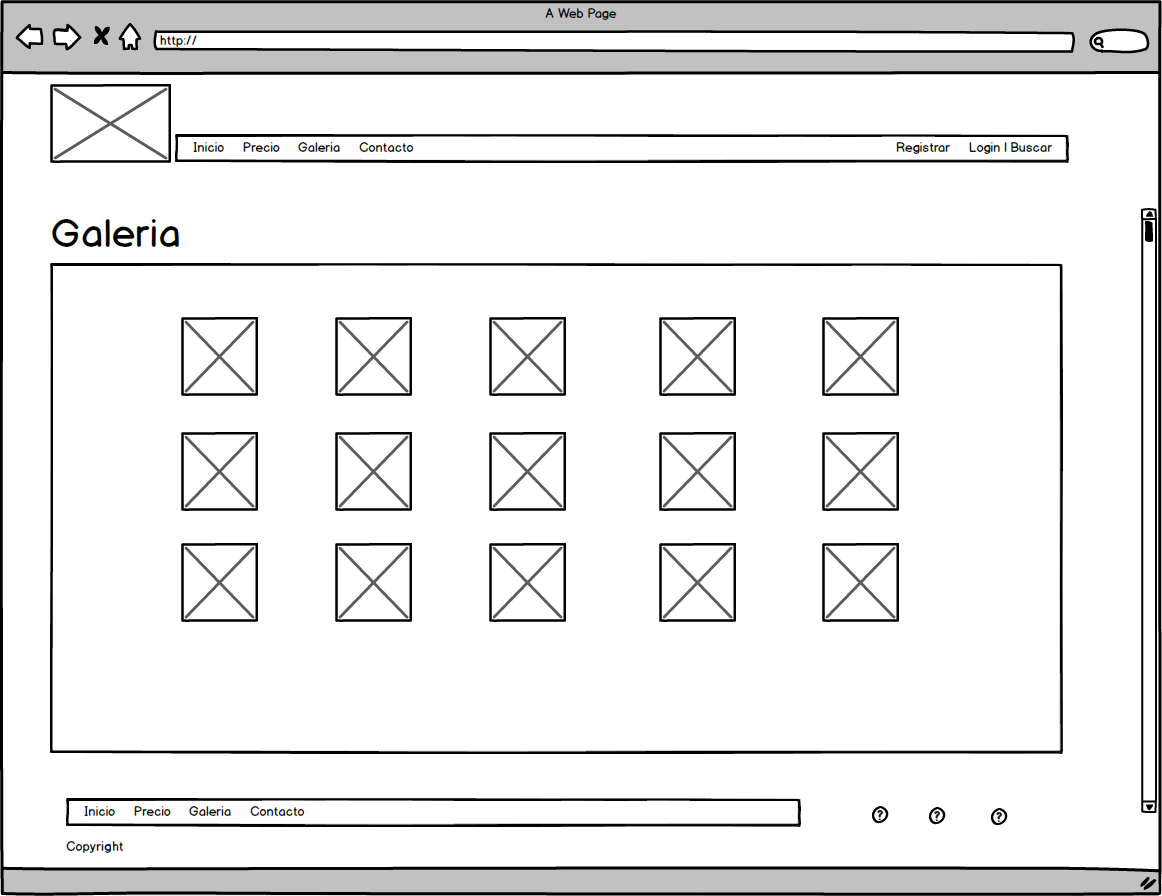 A Web Page
http://
Inicio Precio Galeria Contacto Registrar Login | Buscar
Galeria
Inicio Precio Galeria Contacto
? ? ?
Copyright